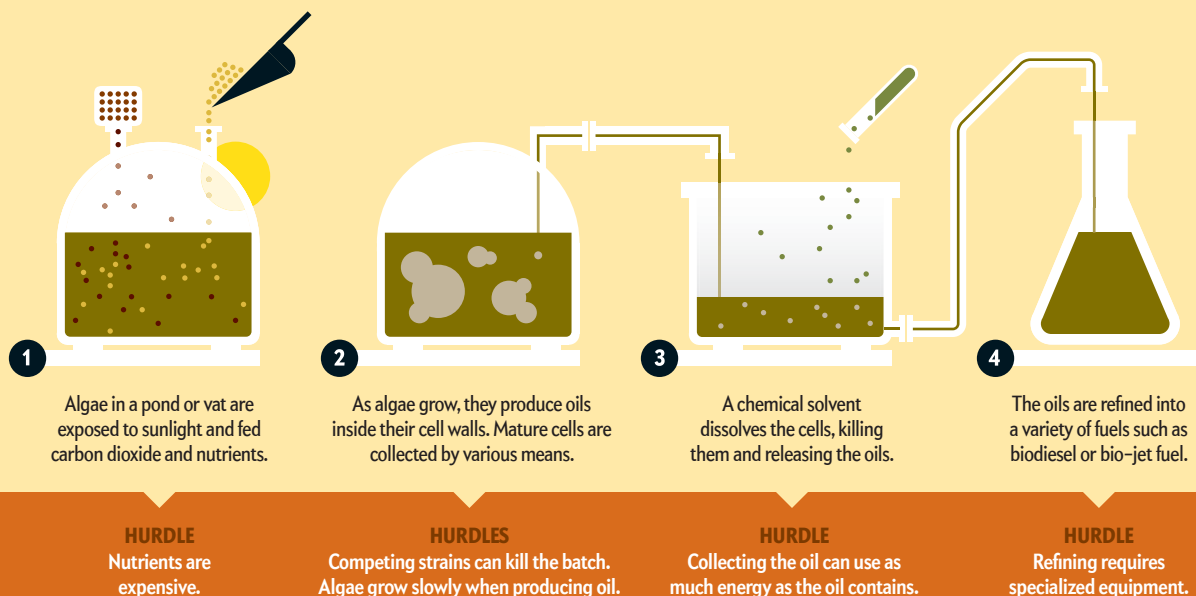 1
Algae in a pond or vat are
exposed to sunlight and fed
carbon dioxide and nutrients.
HURDLE
Nutrients are
expensive.
2
As algae grow, they produce oils
inside their cell walls. Mature cells are
collected by various means.
HURDLES
Competing strains can kill the batch.
Algae grow slowly when producing oil.
3
A chemical solvent
dissolves the cells, killing
them and releasing the oils.
HURDLE
Collecting the oil can use as
much energy as the oil contains.
4
The oils are refined into
a variety of fuels such as
biodiesel or bio-jet fuel.
HURDLE
Refining requires
specialized equipment.